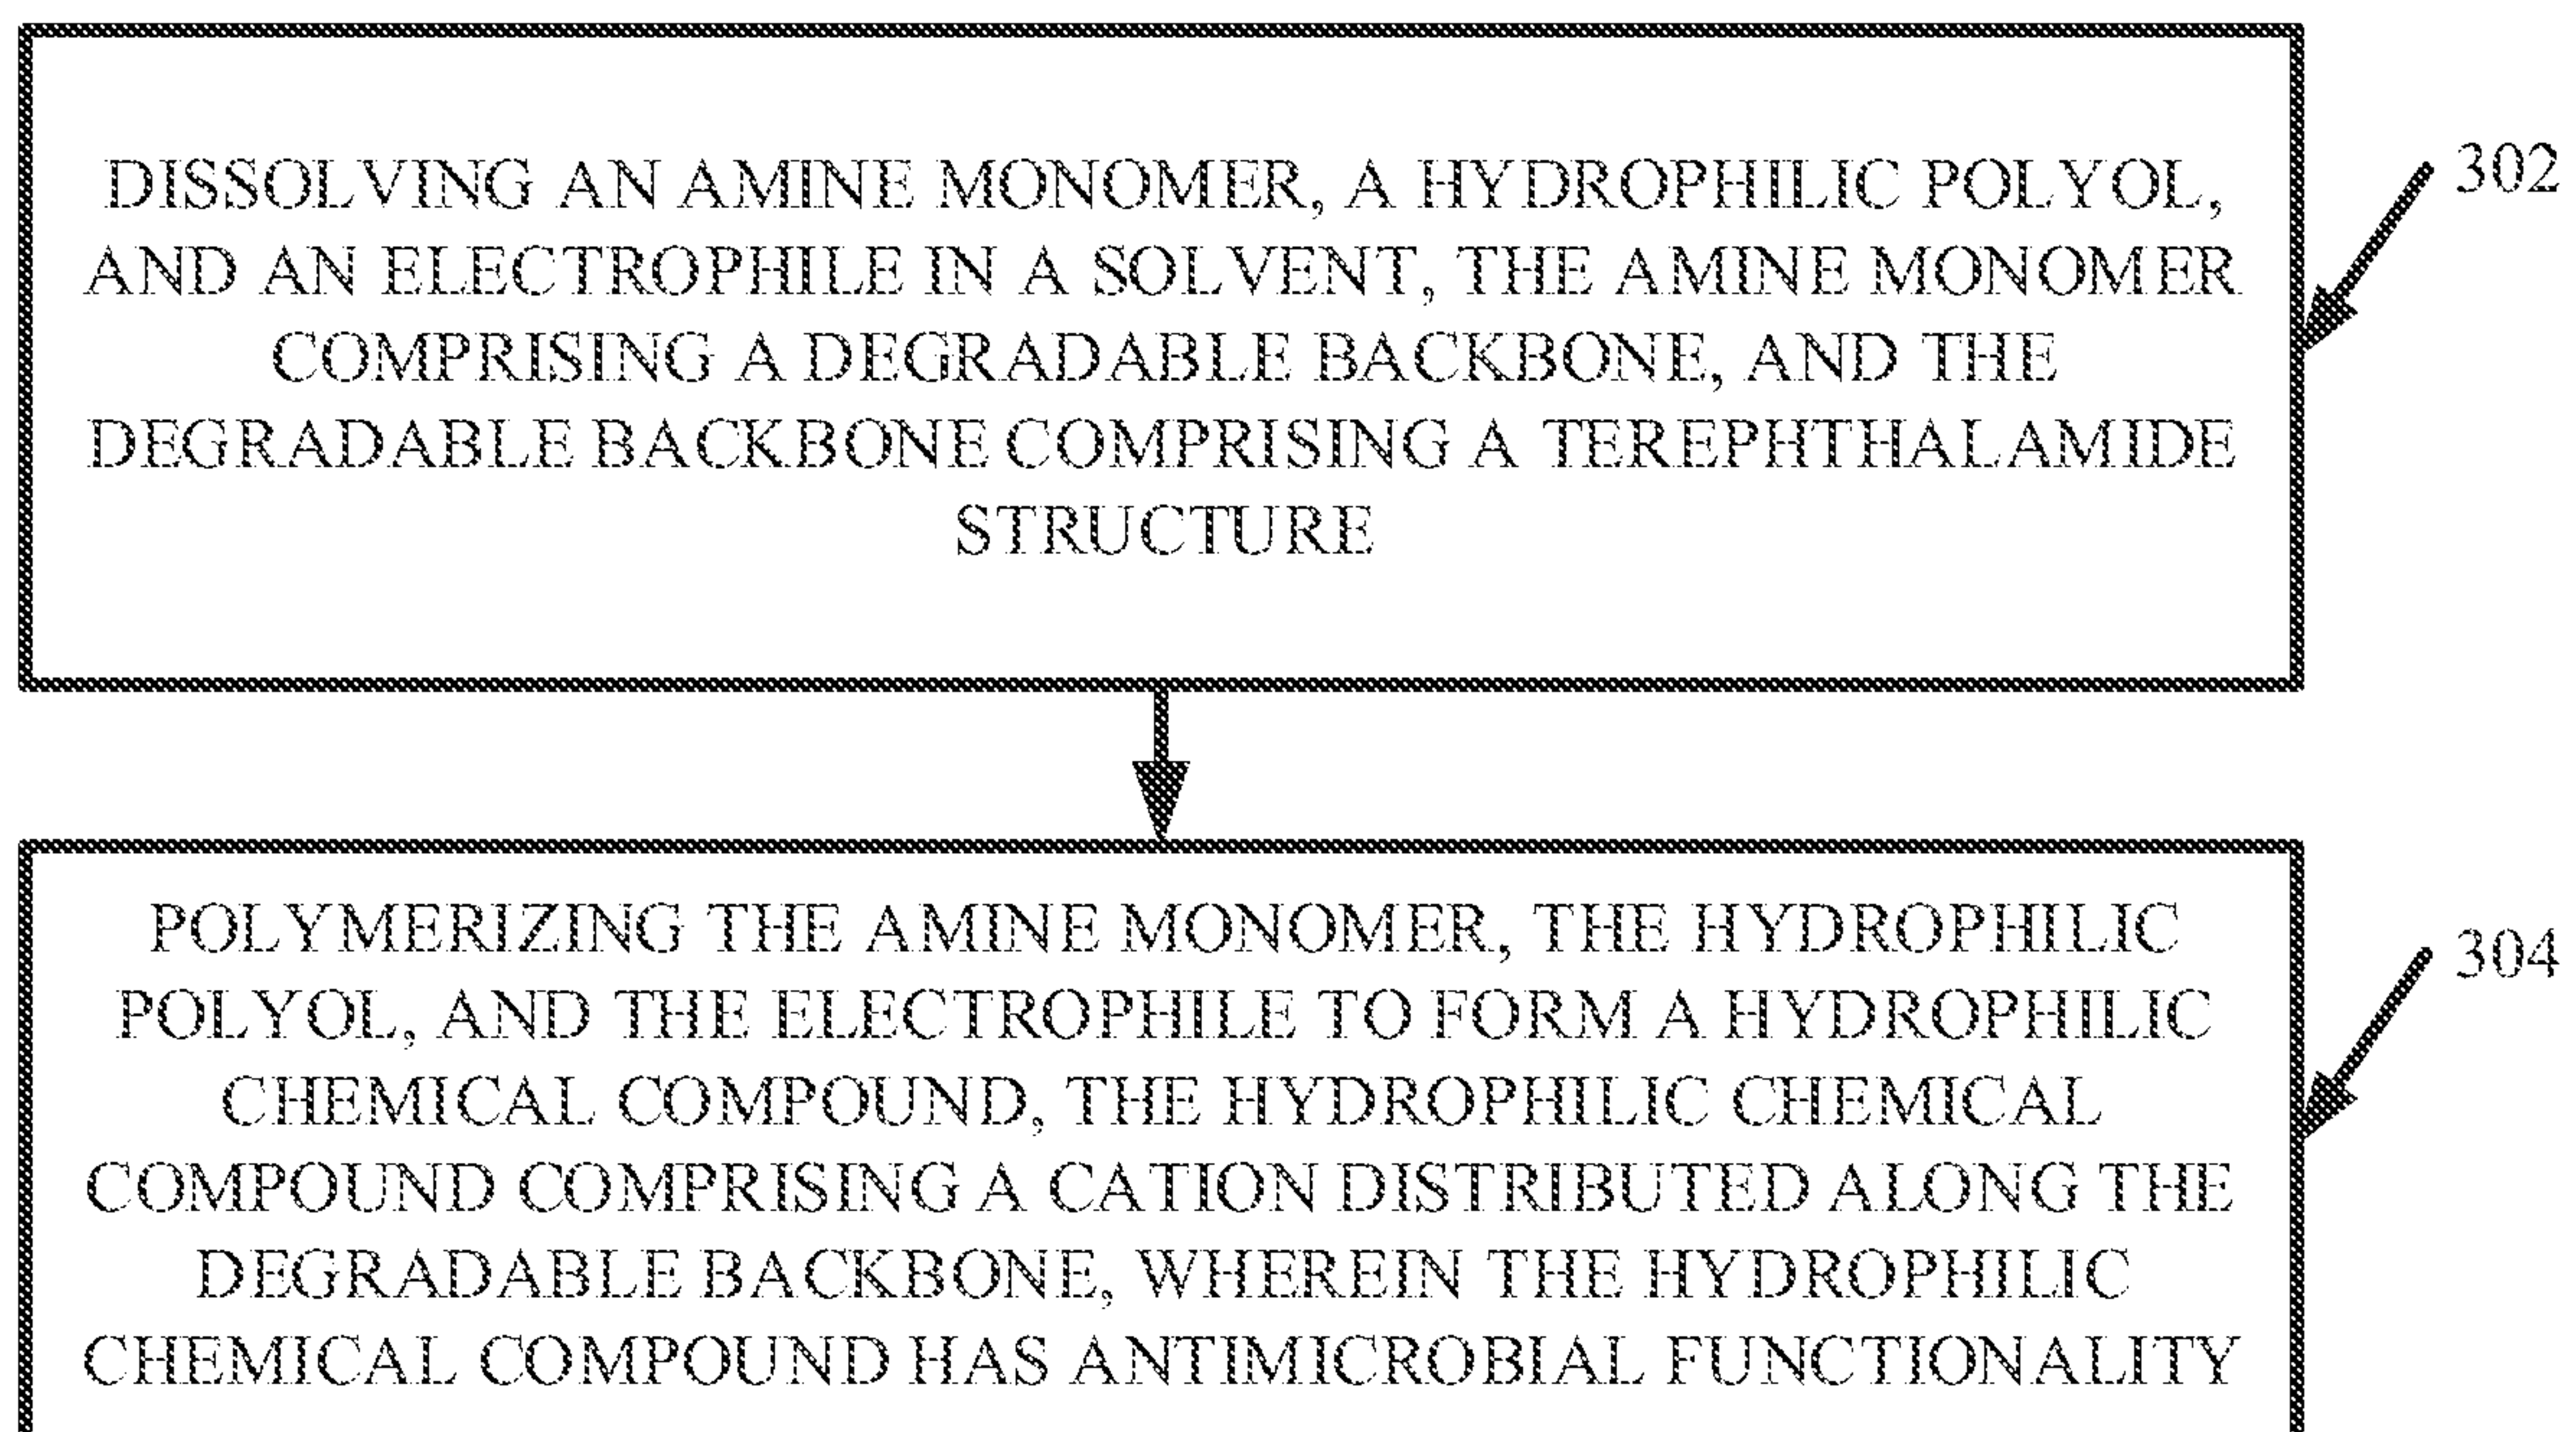 DISSOLVING AN AMINE MONOMER, A HYDROPHILIC POLYOL,
AND AN ELECTROPHILE IN A SOLVENT, THE AMINE MONOMER
COMPRISING A DEGRADABLE BACKBONE, AND THE
DEGRADABLE BACKBONE COMPRISING A TEREPHTHALAMIDE
STRUCTURE
302
POLYMERIZING THE AMINE MONOMER, THE HYDROPHILIC
POLYOL, AND THE ELECTROPHILE TO FORM A HYDROPHILIC
CHEMICAL COMPOUND, THE HYDROPHILIC CHEMICAL
COMPOUND COMPRISING A CATION DISTRIBUTED ALONG THE
DEGRADABLE BACKBONE, WHEREIN THE HYDROPHILIC
CHEMICAL COMPOUND HAS ANTIMICROBIAL FUNCTIONALITY
304